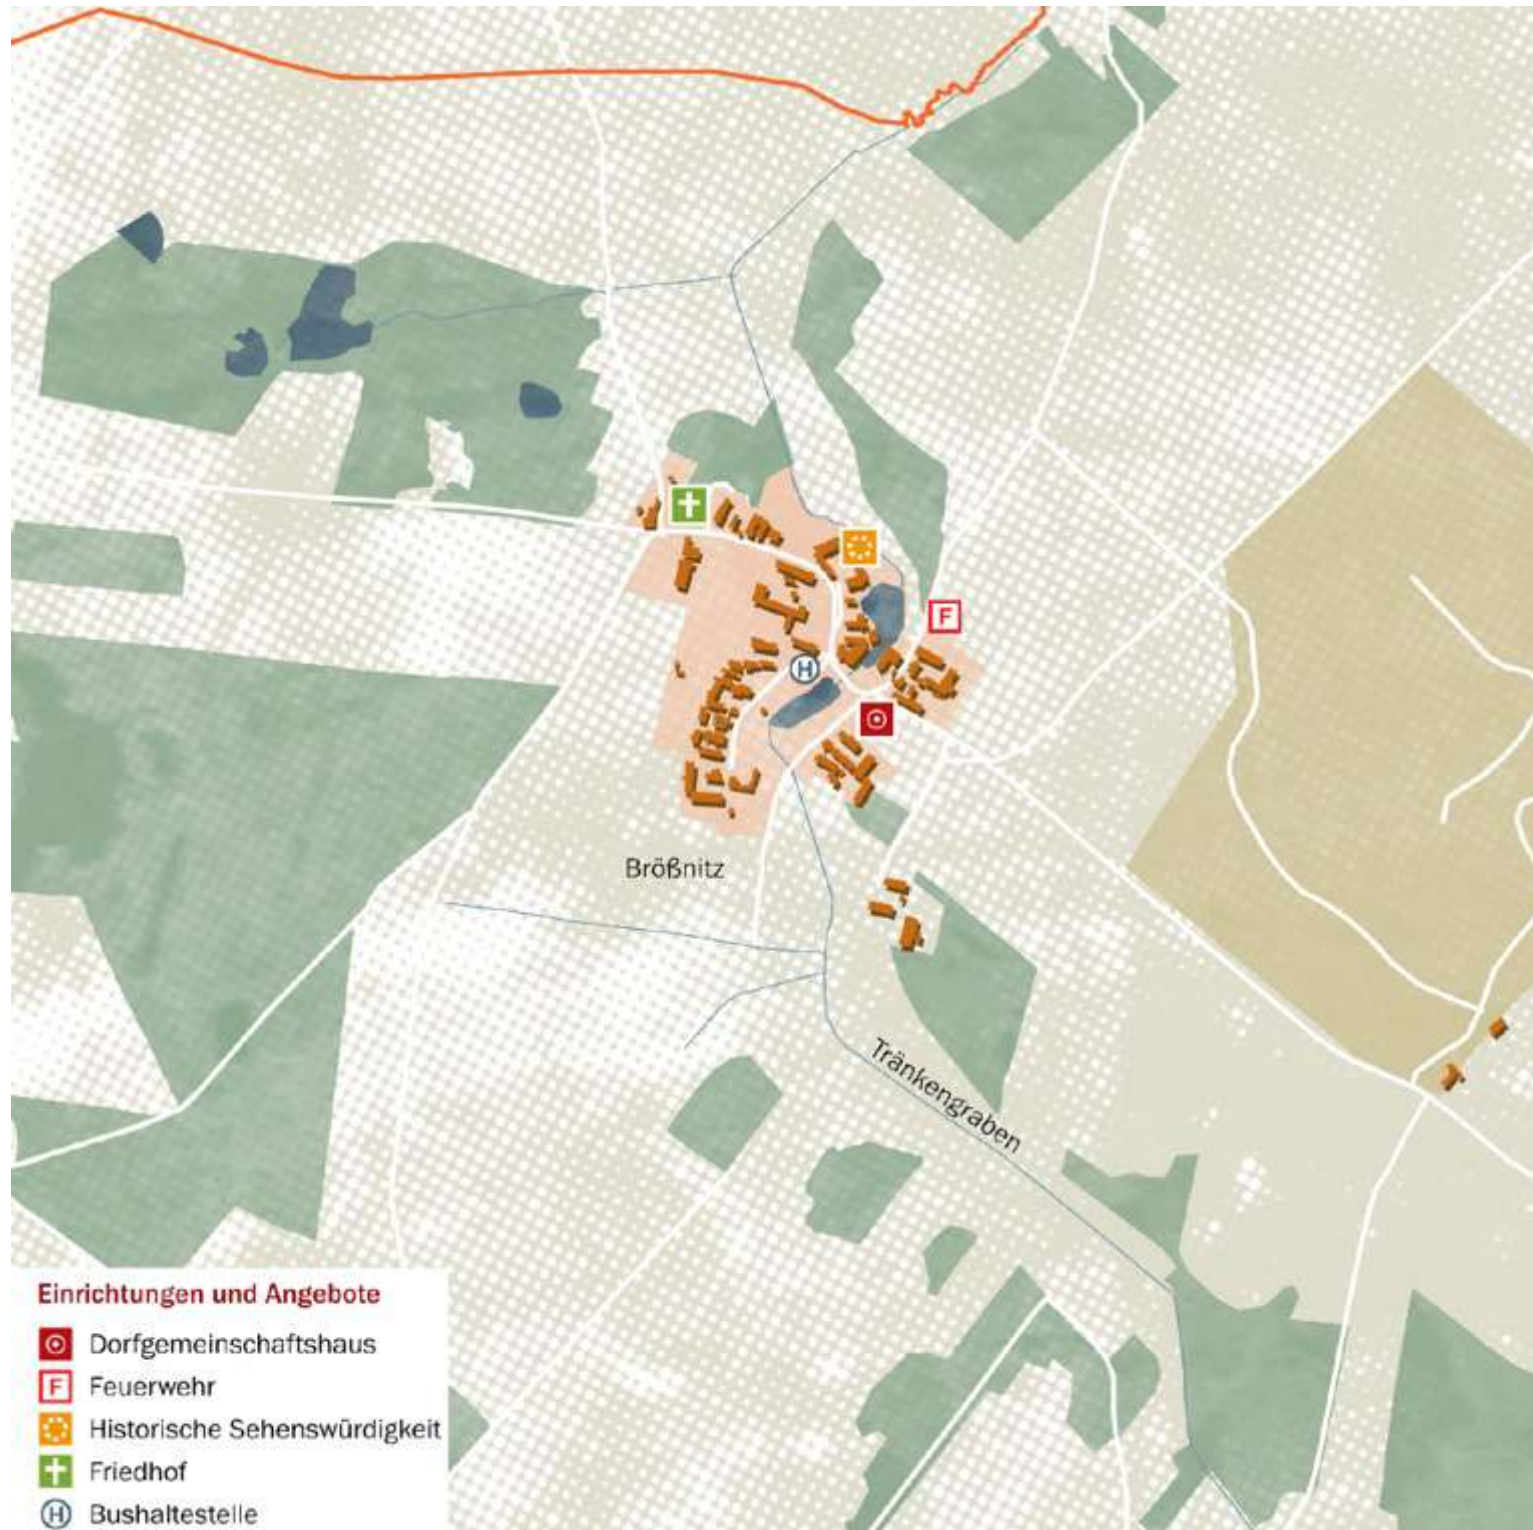 F
H
Brößnitz
Tränkengraben
Einrichtungen und Angebote
Dorfgemeinschaftshaus
F Feuerwehr
Historische Sehenswürdigkeit
Friedhof
H Bushaltestelle